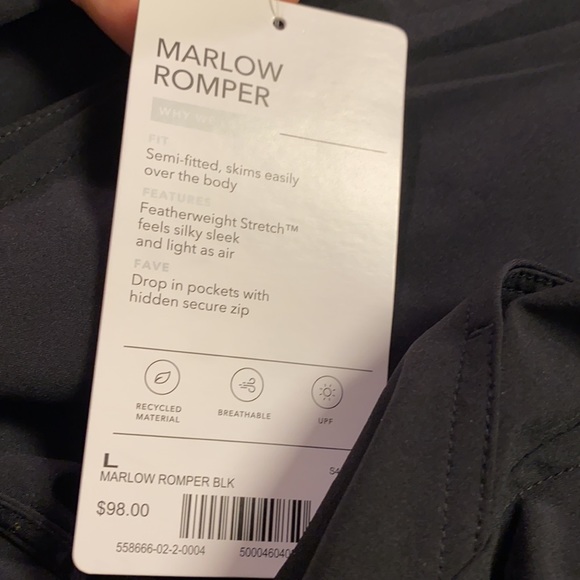 MARLOW
ROMPER
WHY WE
FIT
Semi-fitted, skims easily
over the body
FEATURES
Featherweight Stretch™
feels silky sleek
and light as air
FAVE
Drop in pockets with
hidden secure zip
RECYCLED
MATERIAL
BREATHABLE
UPF
L
MARLOW ROMPER BLK
$98.00
558666-02-2-0004